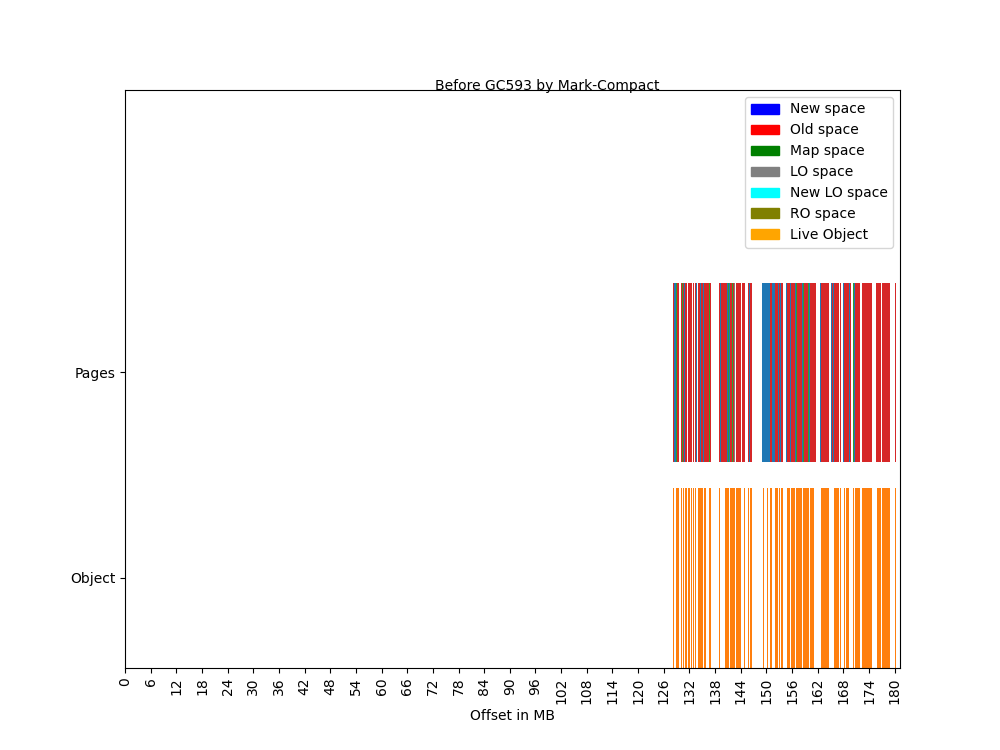 Before GC593 by Mark-Compact
New space
Old space
Map space
LO space
New LO space
RO space
Live Object
Pages
Object
0 6 12 18 24 30 36 42 48 54 60 66 72 78 84 90 96 102 108 114 120 126 132 138 144 150 156 162 168 174 180
Offset in MB